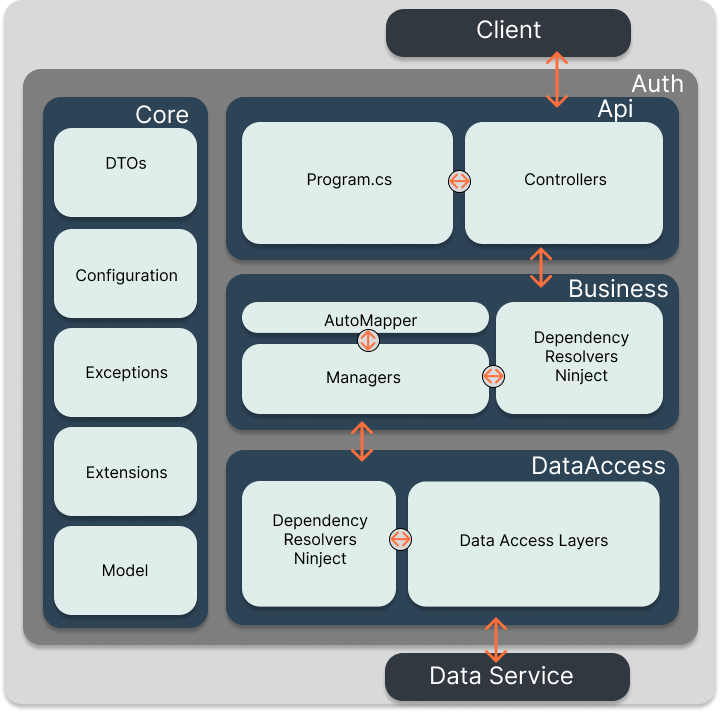 Client
Auth
Core
DTOs
Configuration
Exceptions
Extensions
Model
Api
Program.cs
Controllers
Business
AutoMapper
Managers
Dependency
Resolvers
Ninject
DataAccess
Dependency
Resolvers
Ninject
Data Access Layers
Data Service